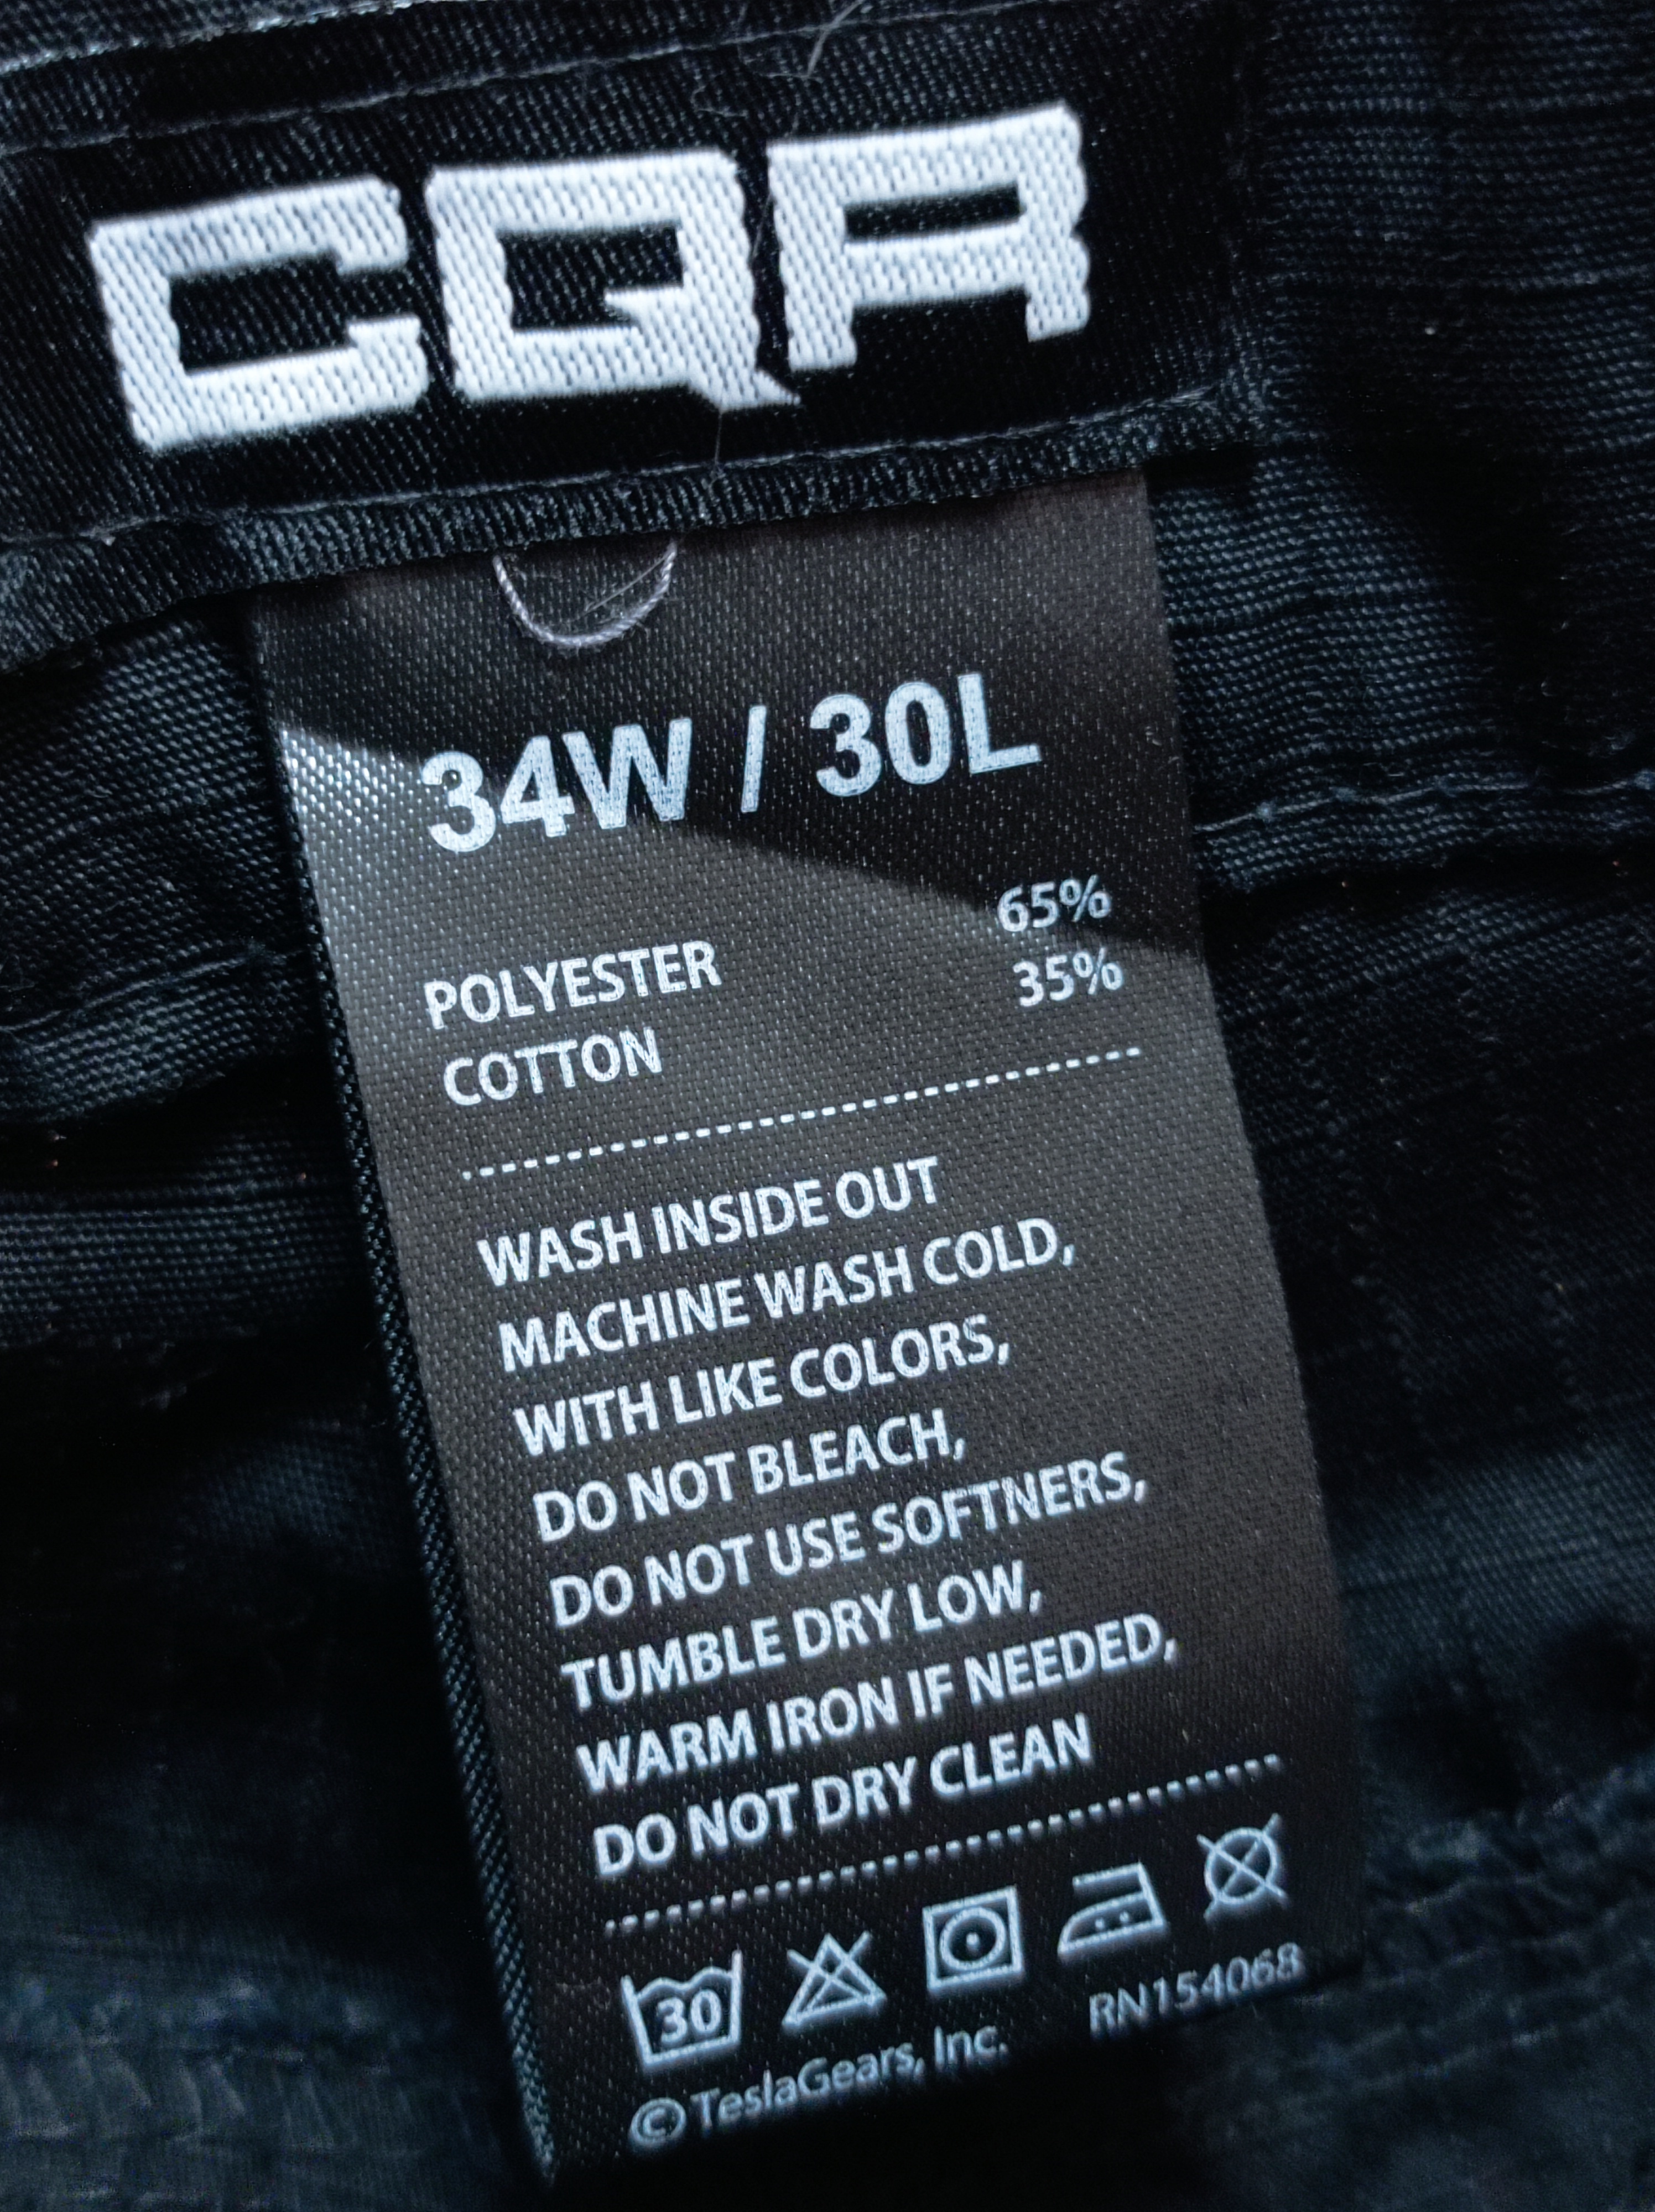 CQR
34W / 30L
POLYESTER 65%
COTTON 35%
WASH INSIDE OUT
MACHINE WASH COLD,
WITH LIKE COLORS,
DO NOT BLEACH,
DO NOT USE SOFTNERS,
TUMBLE DRY LOW,
WARM IRON IF NEEDED,
DO NOT DRY CLEAN
30
© TeslaGears, Inc. RN154068